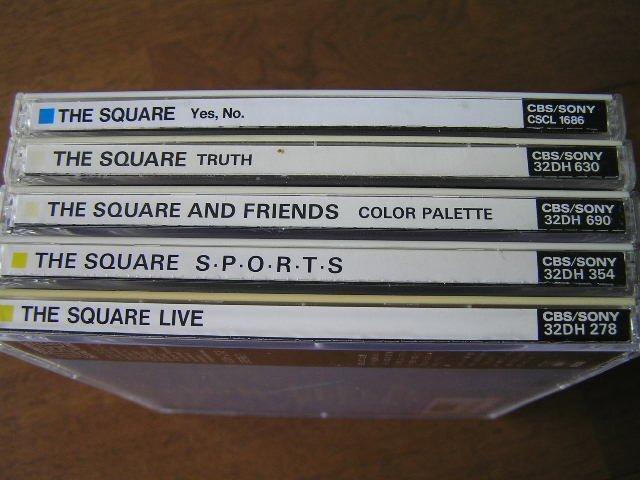 THE SQUARE Yes, No. CBS/SONY
CSCL 1686
THE SQUARE TRUTH CBS/SONY
32DH 630
THE SQUARE AND FRIENDS COLOR PALETTE CBS/SONY
32DH 690
THE SQUARE S·P·O·R·T·S CBS/SONY
32DH 354
THE SQUARE LIVE CBS/SONY
32DH 278